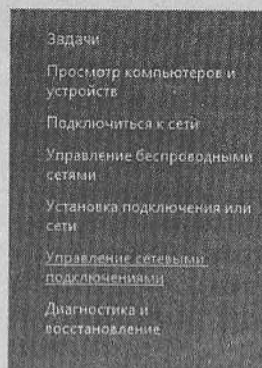 Задачи
Просмотр компьютеров и
устройств
Подключиться к сети
Управление беспроводными
сетями
Установка подключения или
сети
Управление сетевыми
подключениями
Диагностика и
восстановление